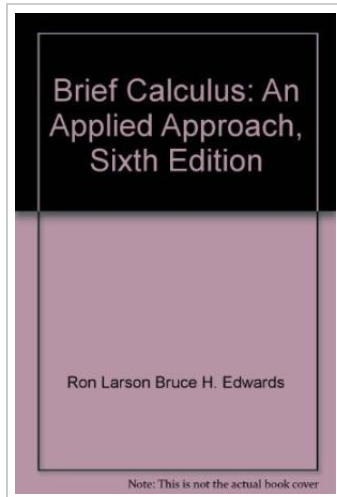 Brief Calculus: An
Applied Approach,
Sixth Edition
Ron Larson Bruce H. Edwards
Note: This is not the actual book cover